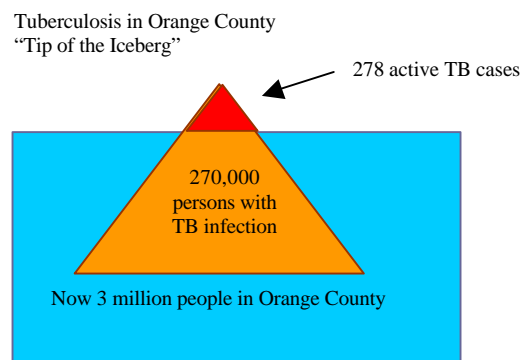 Tuberculosis in Orange County
“Tip of the Iceberg”
278 active TB cases
270,000
persons with
TB infection
Now 3 million people in Orange County